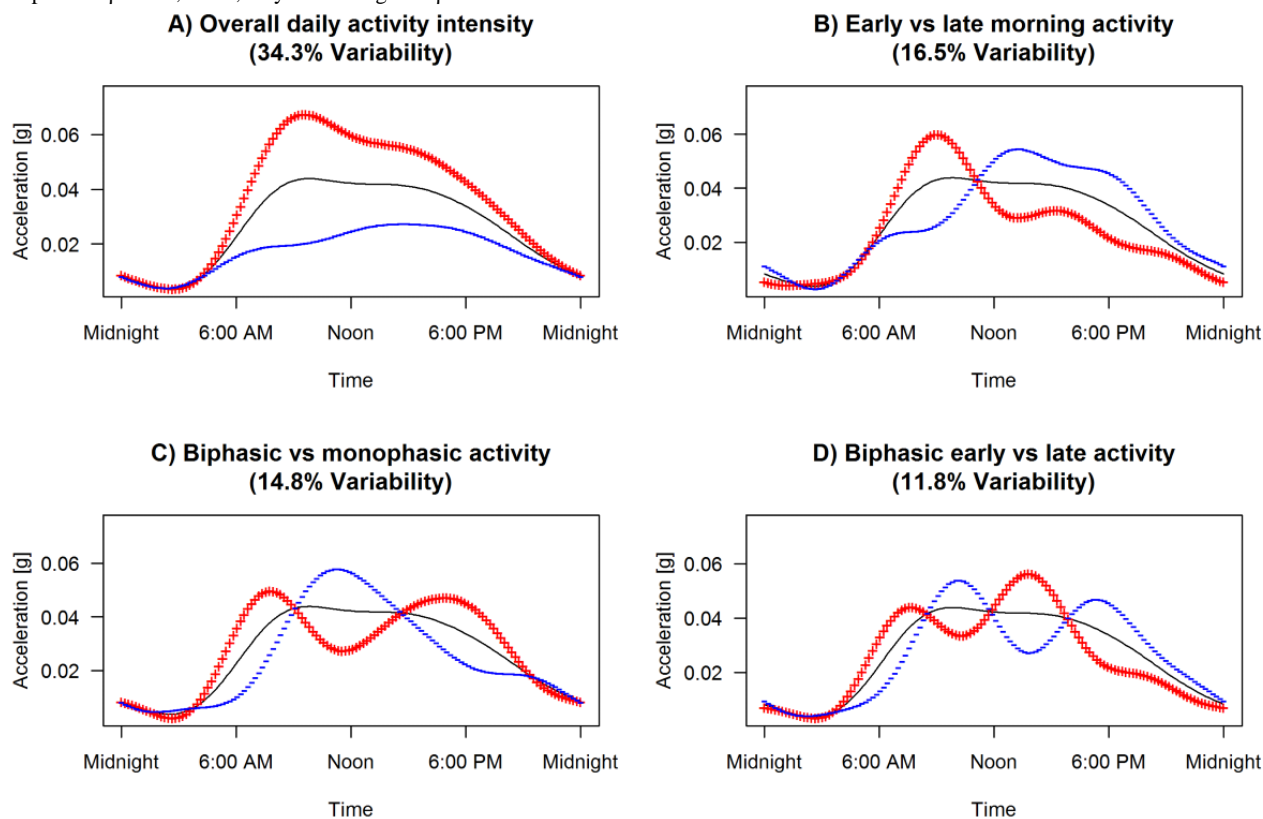 A) Overall daily activity intensity
(34.3% Variability)
Acceleration [g]
0.06
0.04
0.02
Midnight 6:00 AM Noon 6:00 PM Midnight
Time
B) Early vs late morning activity
(16.5% Variability)
Acceleration [g]
0.06
0.04
0.02
Midnight 6:00 AM Noon 6:00 PM Midnight
Time
C) Biphasic vs monophasic activity
(14.8% Variability)
Acceleration [g]
0.06
0.04
0.02
Midnight 6:00 AM Noon 6:00 PM Midnight
Time
D) Biphasic early vs late activity
(11.8% Variability)
Acceleration [g]
0.06
0.04
0.02
Midnight 6:00 AM Noon 6:00 PM Midnight
Time